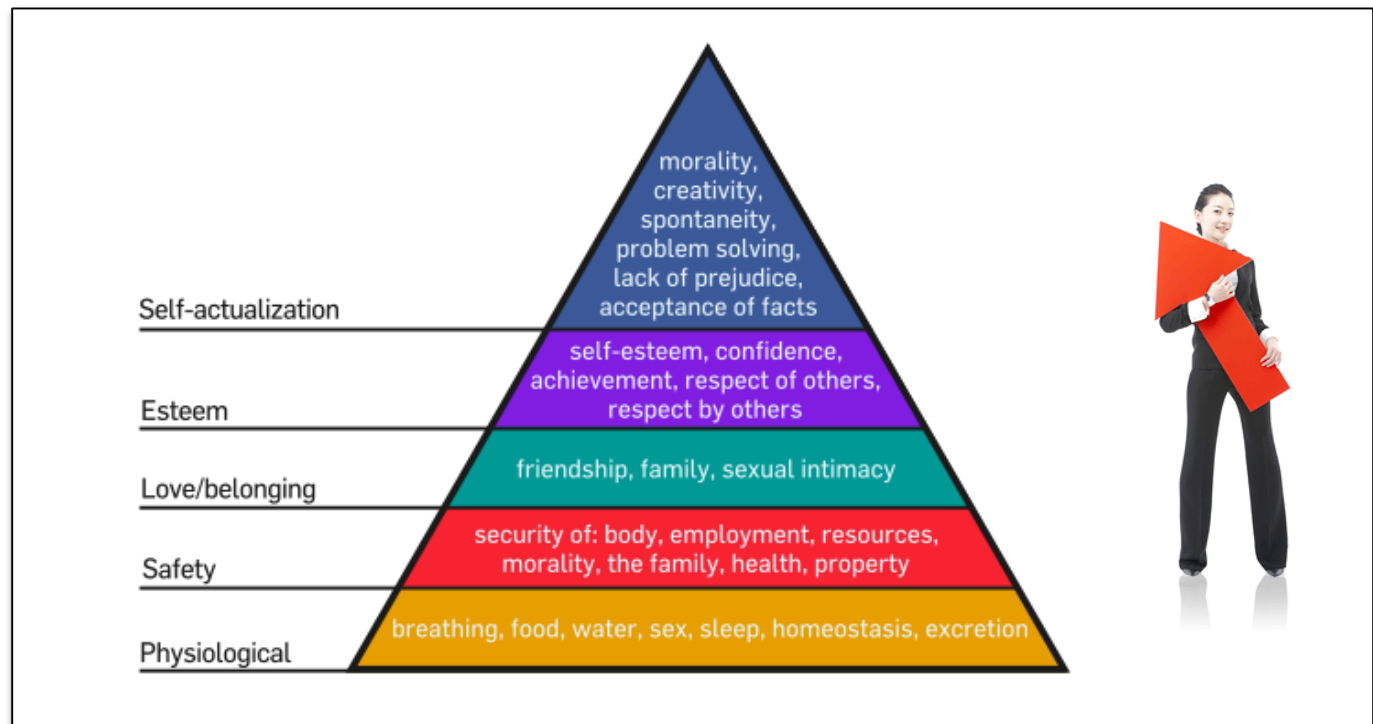 morality,
creativity,
spontaneity,
problem solving,
lack of prejudice,
acceptance of facts
Self-actualization
self-esteem, confidence,
achievement, respect of others,
respect by others
Esteem
friendship, family, sexual intimacy
Love/belonging
security of: body, employment, resources,
morality, the family, health, property
Safety
breathing, food, water, sex, sleep, homeostasis, excretion
Physiological